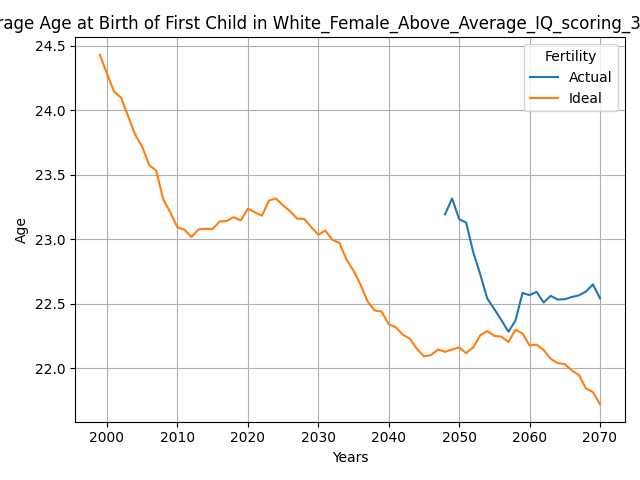 rage Age at Birth of First Child in White_Female_Above_Average_IQ_scoring_3
24.5
24.0
23.5
23.0
22.5
22.0
Age
Fertility
Actual
Ideal
2000 2010 2020 2030 2040 2050 2060 2070
Years